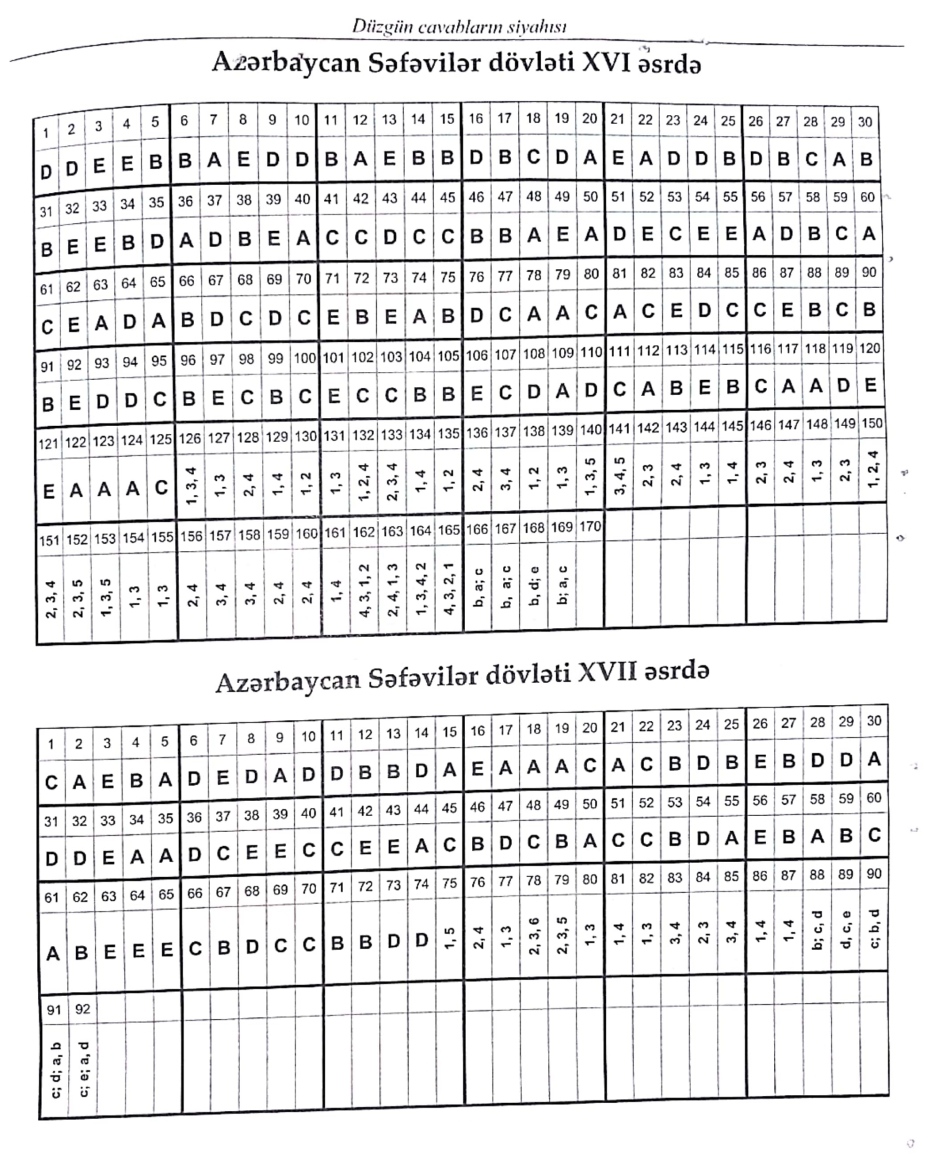 Düzgün cavabların siyahısı
Azərbaycan Səfəvilər dövləti XVI əsrdə
1 2 3 4 5 6 7 8 9 10 11 12 13 14 15 16 17 18 19 20 21 22 23 24 25 26 27 28 29 30
D D E E B B A E D D B A E B B D B C D A E A D D B D B C A B
31 32 33 34 35 36 37 38 39 40 41 42 43 44 45 46 47 48 49 50 51 52 53 54 55 56 57 58 59 60
B E E B D A D B E A C C D C C B B A E A D E C E E A D B C A
61 62 63 64 65 66 67 68 69 70 71 72 73 74 75 76 77 78 79 80 81 82 83 84 85 86 87 88 89 90
C E A D A B D C D C E B E A B D C A A C A C E D C C E B C B
91 92 93 94 95 96 97 98 99 100 101 102 103 104 105 106 107 108 109 110 111 112 113 114 115 116 117 118 119 120
B E D D C B E C B C E C C B B E C D A D C A B E B C A A D E
121 122 123 124 125 126 127 128 129 130 131 132 133 134 135 136 137 138 139 140 141 142 143 144 145 146 147 148 149 150
E A A A C 1, 3, 4 1, 3 2, 4 1, 4 1, 2 1, 3 1, 2, 4 2, 3, 4 1, 4 1, 2 2, 4 3, 4 1, 2 1, 3 1, 3, 5 3, 4, 5 2, 3 2, 4 1, 3 1, 4 2, 3 2, 4 1, 3 2, 3 1, 2, 4
151 152 153 154 155 156 157 158 159 160 161 162 163 164 165 166 167 168 169 170
2, 3, 4 2, 3, 5 1, 3, 5 1, 3 1, 3 2, 4 3, 4 3, 4 2, 4 2, 4 1, 4 4, 3, 1, 2 2, 4, 1, 3 1, 3, 4, 2 4, 3, 2, 1 b, a; c b, a; c b, d; e b; a, c
Azərbaycan Səfəvilər dövləti XVII əsrdə
1 2 3 4 5 6 7 8 9 10 11 12 13 14 15 16 17 18 19 20 21 22 23 24 25 26 27 28 29 30
C A E B A D E D A D D B B D A E A A A C A C B D B E B D D A
31 32 33 34 35 36 37 38 39 40 41 42 43 44 45 46 47 48 49 50 51 52 53 54 55 56 57 58 59 60
D D E A A D C E E C C E E A C B D C B A C C B D A E B A B C
61 62 63 64 65 66 67 68 69 70 71 72 73 74 75 76 77 78 79 80 81 82 83 84 85 86 87 88 89 90
A B E E E C B D C C B B D D 1, 5 2, 4 1, 3 2, 3, 6 2, 3, 5 1, 3 1, 4 1, 3 3, 4 2, 3 3, 4 1, 4 1, 4 b; c, d d, c, e c; b, d
91 92
c; d; a, b c; e; a, d